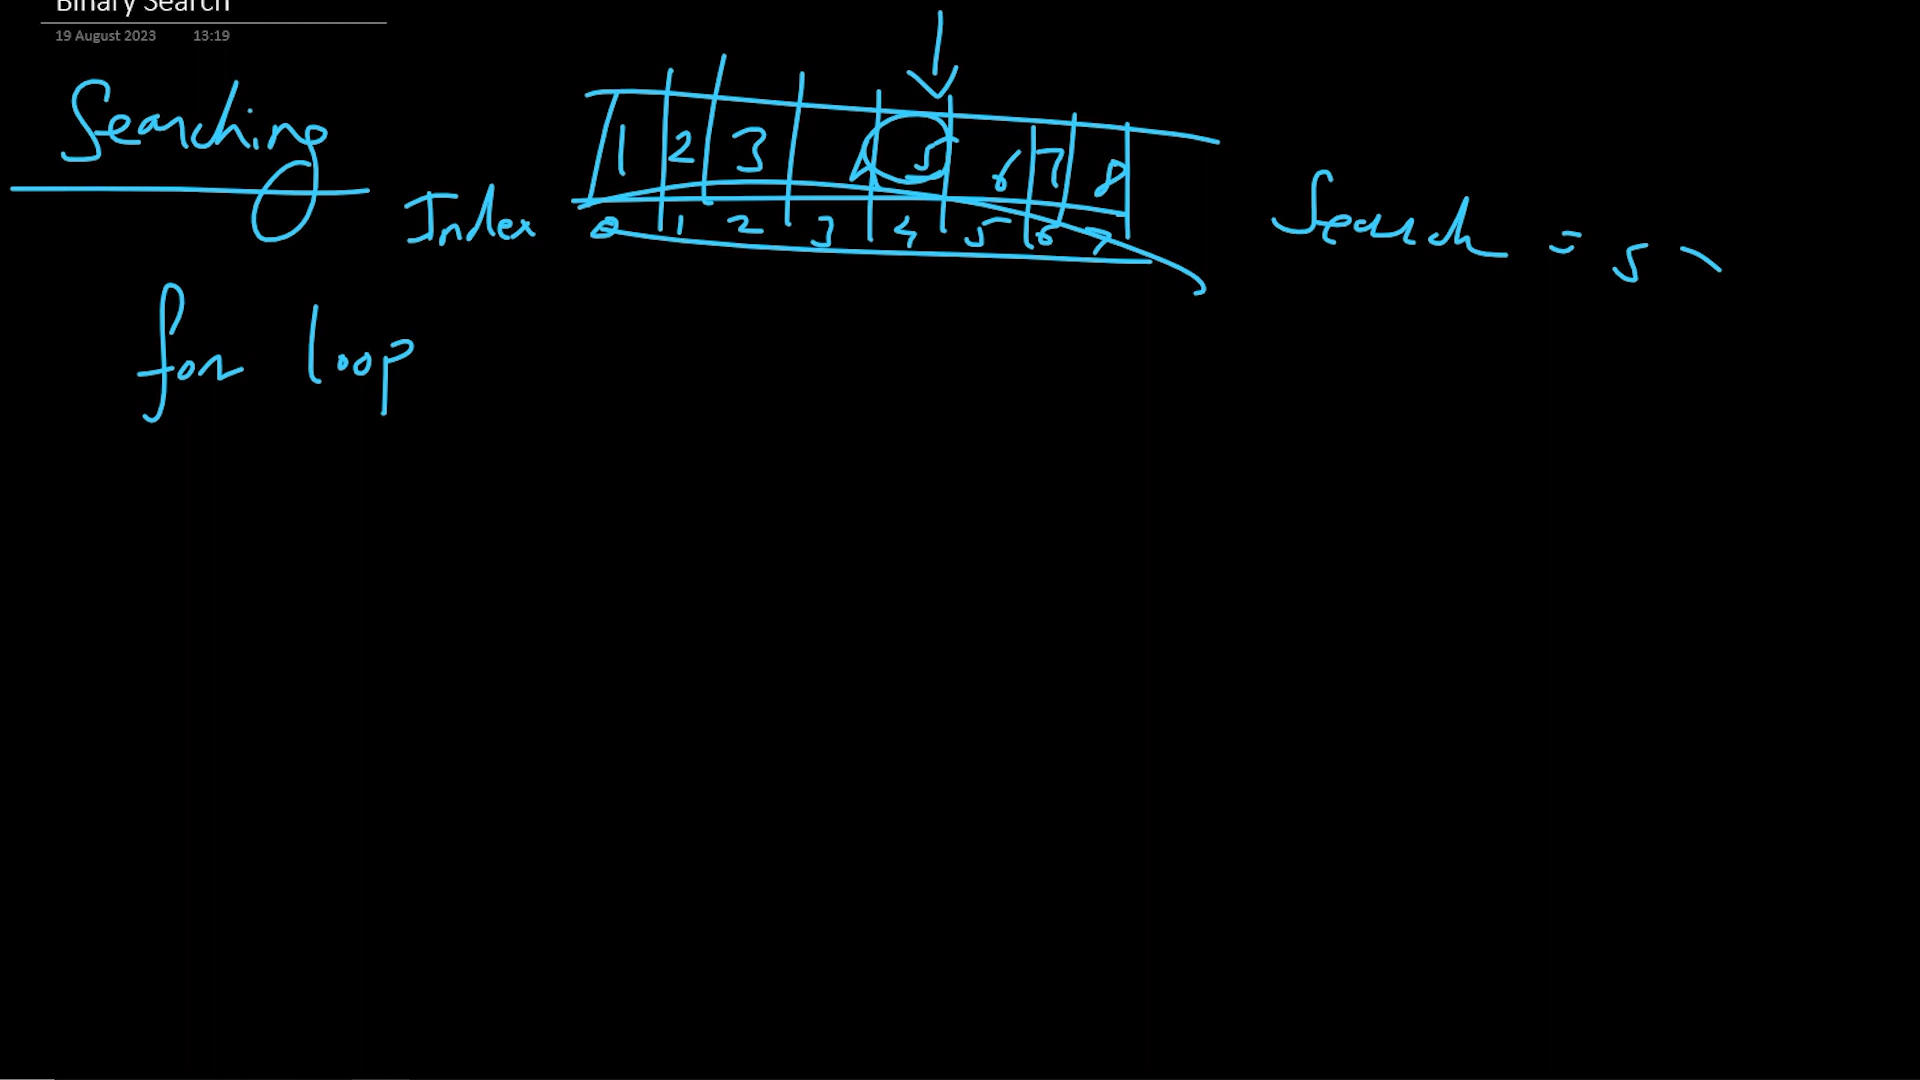 Binary Search
19 August 2023 13:19
Searching
1 2 3 4 5 6 7 8
Index 0 1 2 3 4 5 6 7
Search = 5
for loop